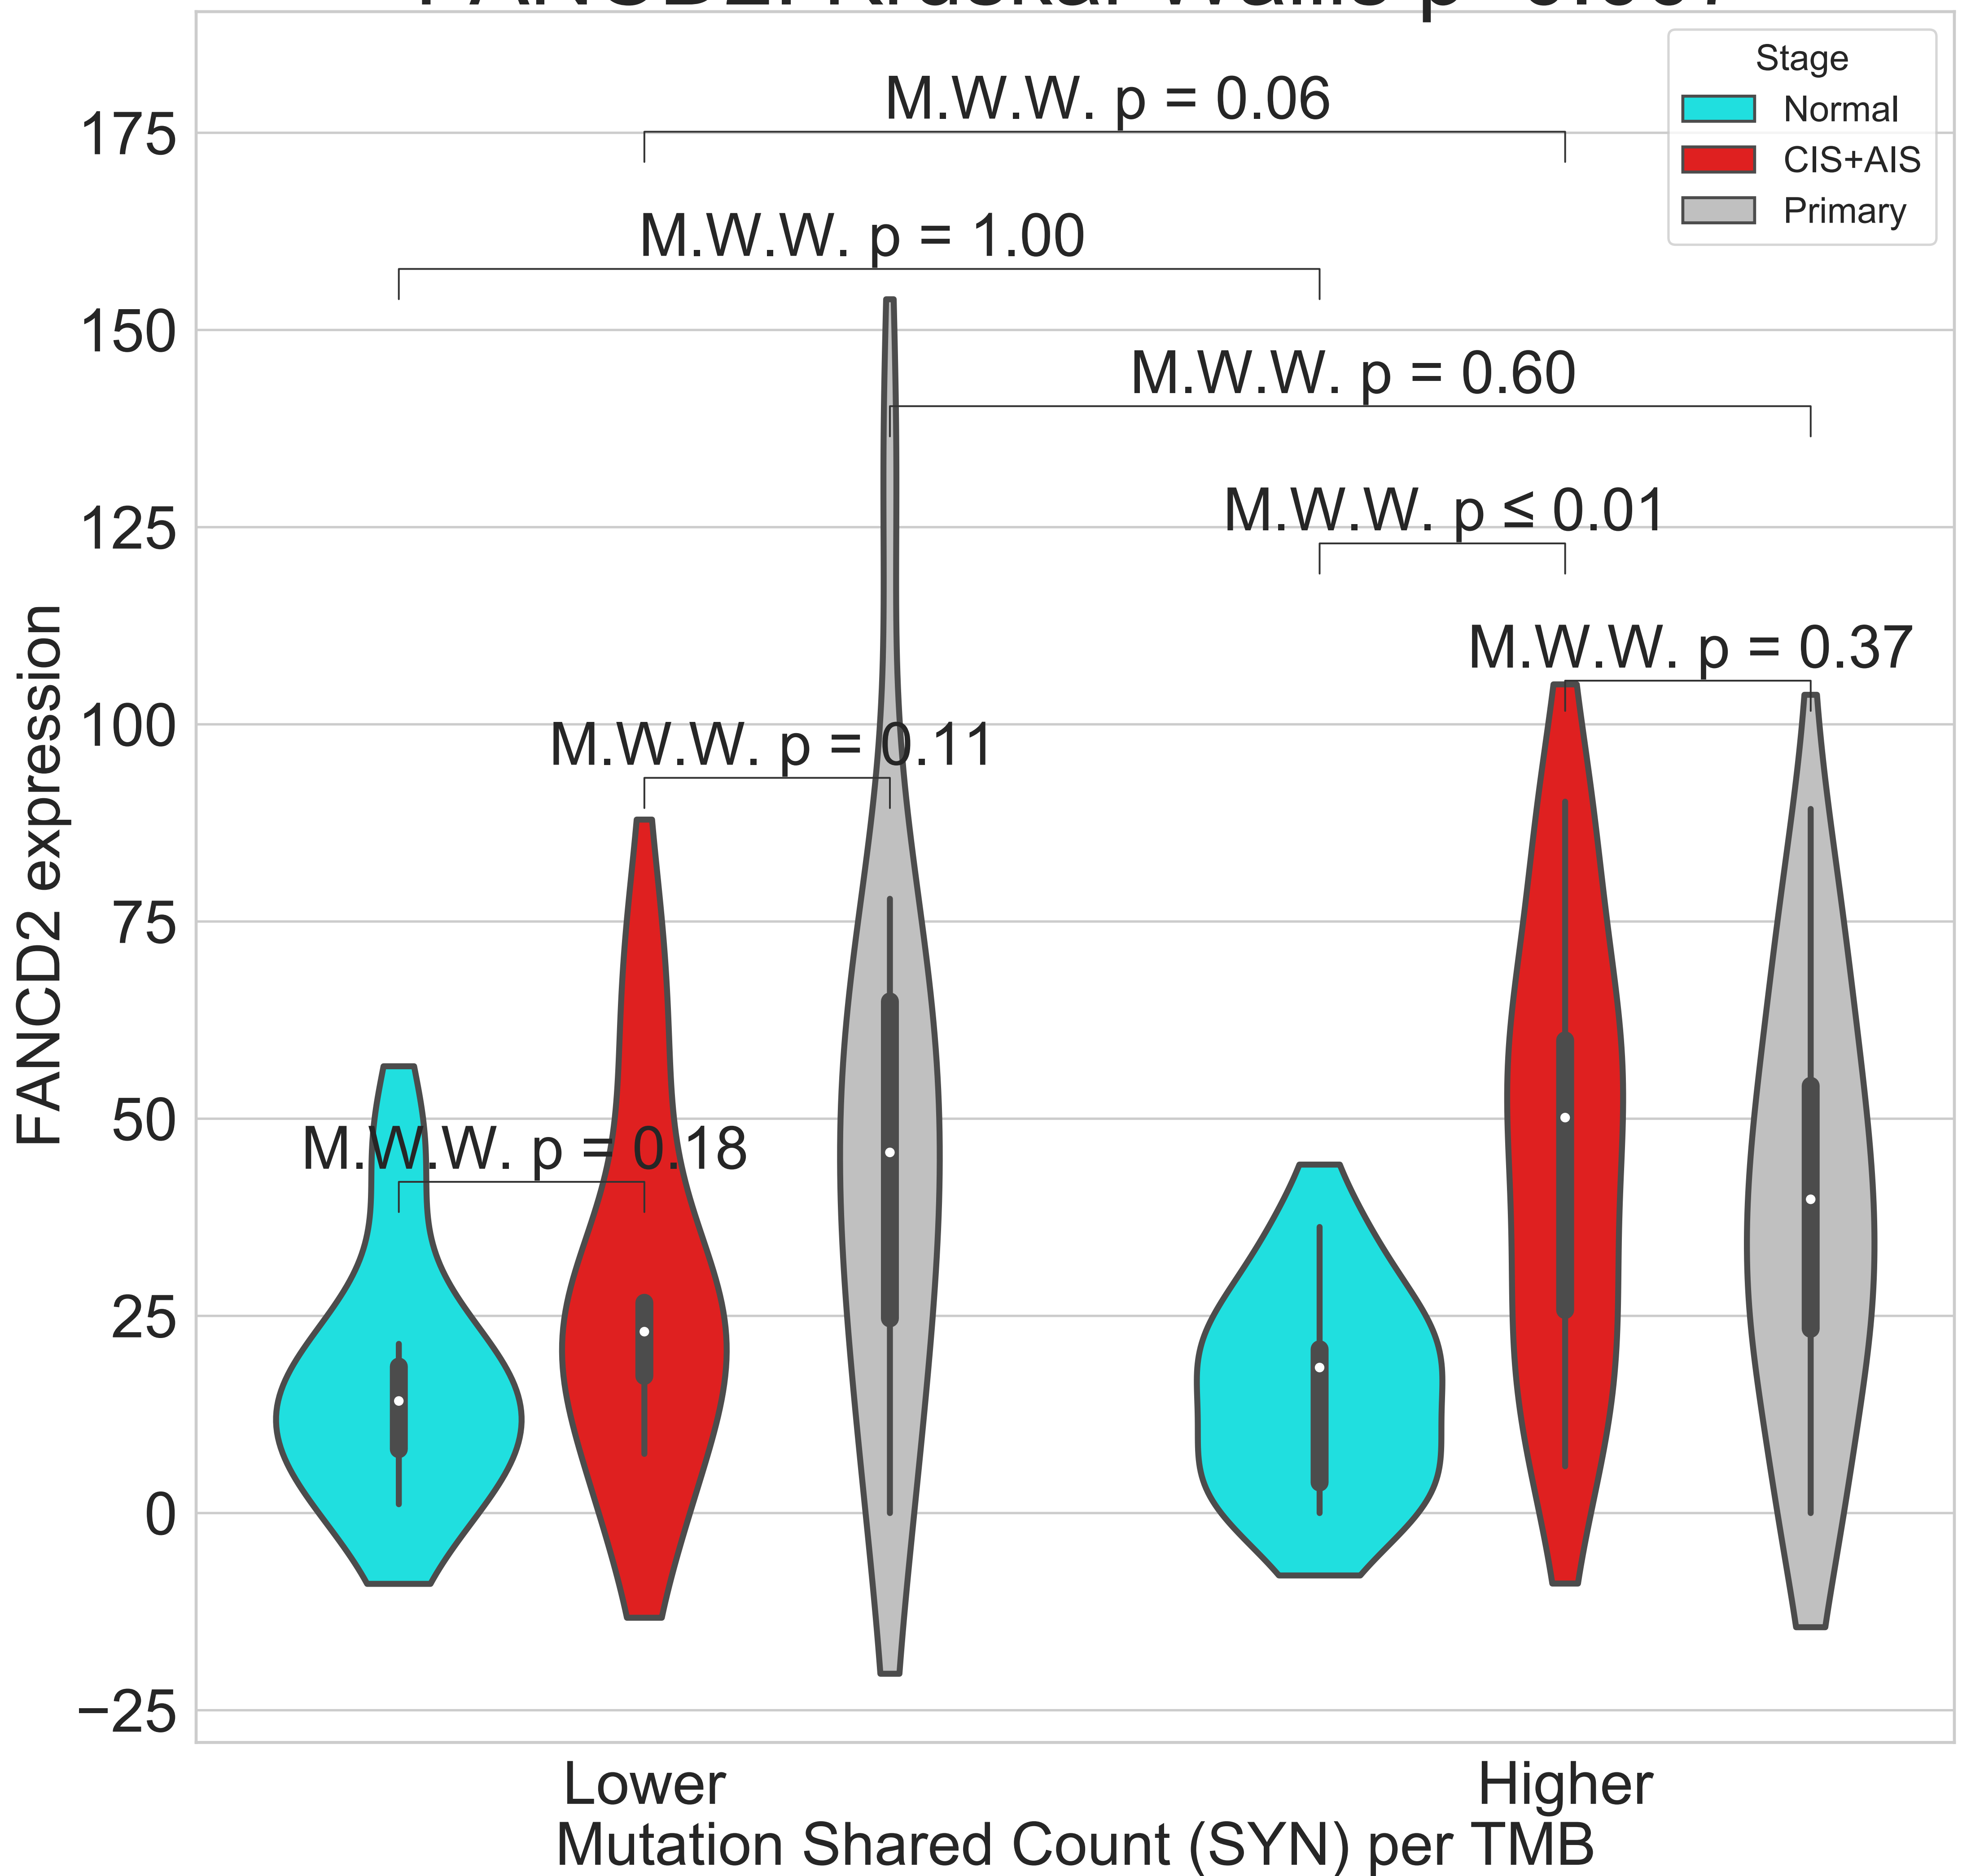 Stage
Normal
CIS+AIS
Primary
M.W.W. p = 0.06
M.W.W. p = 1.00
M.W.W. p = 0.60
M.W.W. p ≤ 0.01
M.W.W. p = 0.37
M.W.W. p = 0.11
M.W.W. p = 0.18
175
150
125
100
75
50
25
0
−25
FANCD2 expression
Lower
Higher
Mutation Shared Count (SYN) per TMB